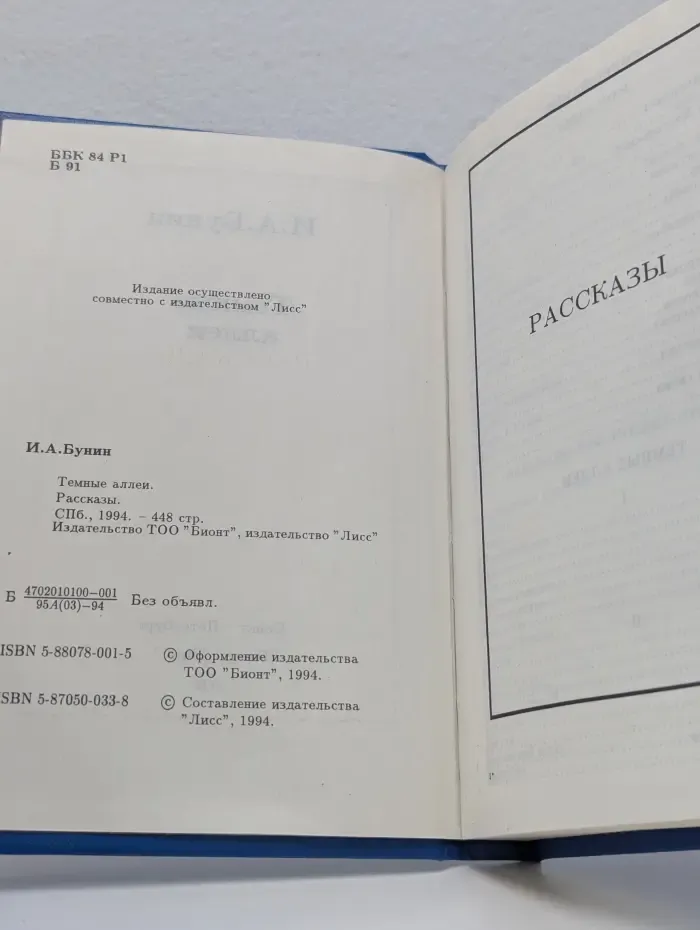 ББК 84 Р1
Б 91
Издание осуществлено
совместно с издательством "Лисс"
И.А.Бунин
Темные аллеи.
Рассказы.
СПб., 1994. – 448 стр.
Издательство ТОО "Бионт", издательство "Лисс"
Б 4702010100–001
95А(03)–94 Без объявл.
ISBN 5-88078-001-5
© Оформление издательства
ТОО "Бионт", 1994.
ISBN 5-87050-033-8
© Составление издательства
"Лисс", 1994.
РАССКАЗЫ